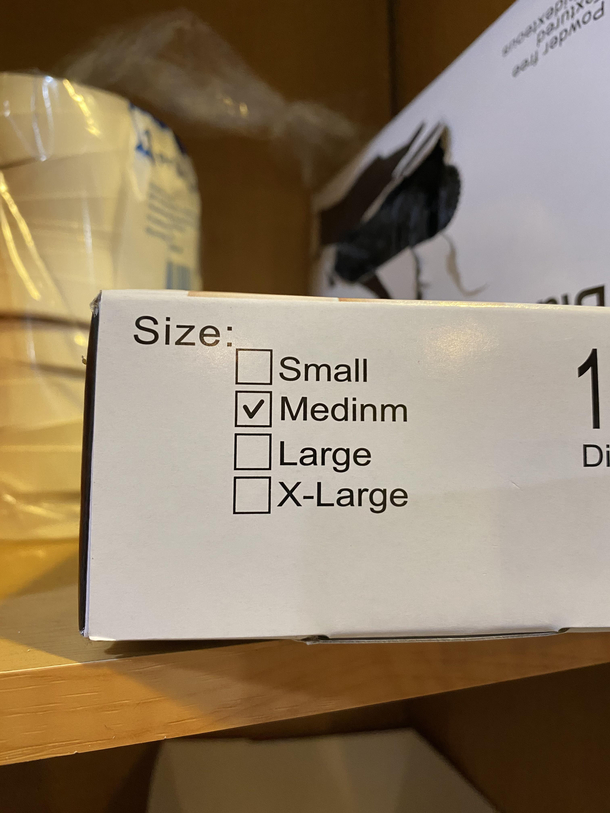 Powder free
Textured
Size:
Small
Medinm
Large
X-Large
1
Di